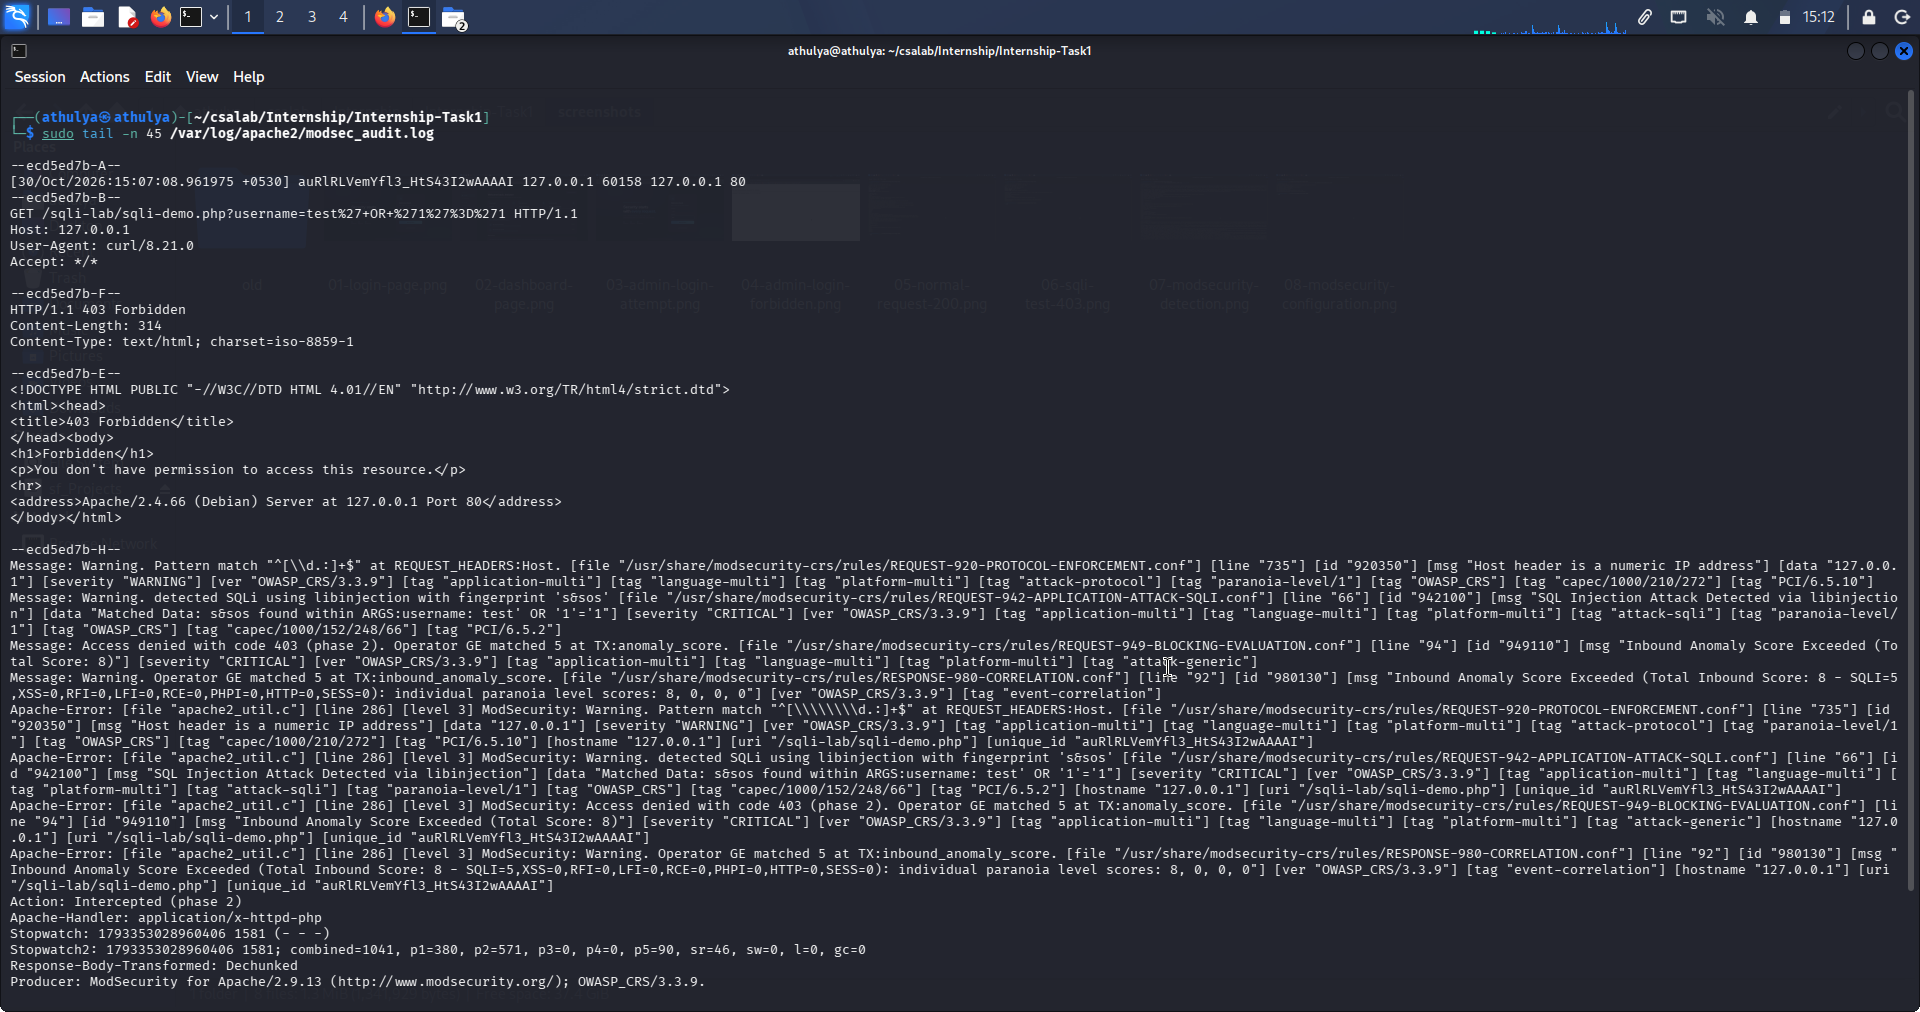 1 2 3 4 2 15:12
athulya@athulya: ~/csalab/Internship/Internship-Task1
Session Actions Edit View Help
┌──(athulya㉿athulya)-[~/csalab/Internship/Internship-Task1]
└─$ sudo tail -n 45 /var/log/apache2/modsec_audit.log
--ecd5ed7b-A--
[30/Oct/2026:15:07:08.961975 +0530] auRlRLVemYfl3_HtS43I2wAAAAI 127.0.0.1 60158 127.0.0.1 80
--ecd5ed7b-B--
GET /sqli-lab/sqli-demo.php?username=test%27+OR+%271%27%3D%271 HTTP/1.1
Host: 127.0.0.1
User-Agent: curl/8.21.0
Accept: */*
--ecd5ed7b-F--
HTTP/1.1 403 Forbidden
Content-Length: 314
Content-Type: text/html; charset=iso-8859-1
--ecd5ed7b-E--
<!DOCTYPE HTML PUBLIC "-//W3C//DTD HTML 4.01//EN" "http://www.w3.org/TR/html4/strict.dtd">
<html><head>
<title>403 Forbidden</title>
</head><body>
<h1>Forbidden</h1>
<p>You don't have permission to access this resource.</p>
<hr>
<address>Apache/2.4.66 (Debian) Server at 127.0.0.1 Port 80</address>
</body></html>
--ecd5ed7b-H--
Message: Warning. Pattern match "^[\\d.:]+$" at REQUEST_HEADERS:Host. [file "/usr/share/modsecurity-crs/rules/REQUEST-920-PROTOCOL-ENFORCEMENT.conf"] [line "735"] [id "920350"] [msg "Host header is a numeric IP address"] [data "127.0.0.
1"] [severity "WARNING"] [ver "OWASP_CRS/3.3.9"] [tag "application-multi"] [tag "language-multi"] [tag "platform-multi"] [tag "attack-protocol"] [tag "paranoia-level/1"] [tag "OWASP_CRS"] [tag "capec/1000/210/272"] [tag "PCI/6.5.10"]
Message: Warning. detected SQLi using libinjection with fingerprint 's&sos' [file "/usr/share/modsecurity-crs/rules/REQUEST-942-APPLICATION-ATTACK-SQLI.conf"] [line "66"] [id "942100"] [msg "SQL Injection Attack Detected via libinjectio
n"] [data "Matched Data: s&sos found within ARGS:username: test' OR '1'='1"] [severity "CRITICAL"] [ver "OWASP_CRS/3.3.9"] [tag "application-multi"] [tag "language-multi"] [tag "platform-multi"] [tag "attack-sqli"] [tag "paranoia-level/
1"] [tag "OWASP_CRS"] [tag "capec/1000/152/248/66"] [tag "PCI/6.5.2"]
Message: Access denied with code 403 (phase 2). Operator GE matched 5 at TX:anomaly_score. [file "/usr/share/modsecurity-crs/rules/REQUEST-949-BLOCKING-EVALUATION.conf"] [line "94"] [id "949110"] [msg "Inbound Anomaly Score Exceeded (To
tal Score: 8)"] [severity "CRITICAL"] [ver "OWASP_CRS/3.3.9"] [tag "application-multi"] [tag "language-multi"] [tag "platform-multi"] [tag "attack-generic"]
Message: Warning. Operator GE matched 5 at TX:inbound_anomaly_score. [file "/usr/share/modsecurity-crs/rules/RESPONSE-980-CORRELATION.conf"] [line "92"] [id "980130"] [msg "Inbound Anomaly Score Exceeded (Total Inbound Score: 8 - SQLI=5
,XSS=0,RFI=0,LFI=0,RCE=0,PHPI=0,HTTP=0,SESS=0): individual paranoia level scores: 8, 0, 0, 0"] [ver "OWASP_CRS/3.3.9"] [tag "event-correlation"]
Apache-Error: [file "apache2_util.c"] [line 286] [level 3] ModSecurity: Warning. Pattern match "^[\\\\\\\\d.:]+$" at REQUEST_HEADERS:Host. [file "/usr/share/modsecurity-crs/rules/REQUEST-920-PROTOCOL-ENFORCEMENT.conf"] [line "735"] [id
"920350"] [msg "Host header is a numeric IP address"] [data "127.0.0.1"] [severity "WARNING"] [ver "OWASP_CRS/3.3.9"] [tag "application-multi"] [tag "language-multi"] [tag "platform-multi"] [tag "attack-protocol"] [tag "paranoia-level/1
"] [tag "OWASP_CRS"] [tag "capec/1000/210/272"] [tag "PCI/6.5.10"] [hostname "127.0.0.1"] [uri "/sqli-lab/sqli-demo.php"] [unique_id "auRlRLVemYfl3_HtS43I2wAAAAI"]
Apache-Error: [file "apache2_util.c"] [line 286] [level 3] ModSecurity: Warning. detected SQLi using libinjection with fingerprint 's&sos' [file "/usr/share/modsecurity-crs/rules/REQUEST-942-APPLICATION-ATTACK-SQLI.conf"] [line "66"] [i
d "942100"] [msg "SQL Injection Attack Detected via libinjection"] [data "Matched Data: s&sos found within ARGS:username: test' OR '1'='1"] [severity "CRITICAL"] [ver "OWASP_CRS/3.3.9"] [tag "application-multi"] [tag "language-multi"] [
tag "platform-multi"] [tag "attack-sqli"] [tag "paranoia-level/1"] [tag "OWASP_CRS"] [tag "capec/1000/152/248/66"] [tag "PCI/6.5.2"] [hostname "127.0.0.1"] [uri "/sqli-lab/sqli-demo.php"] [unique_id "auRlRLVemYfl3_HtS43I2wAAAAI"]
Apache-Error: [file "apache2_util.c"] [line 286] [level 3] ModSecurity: Access denied with code 403 (phase 2). Operator GE matched 5 at TX:anomaly_score. [file "/usr/share/modsecurity-crs/rules/REQUEST-949-BLOCKING-EVALUATION.conf"] [li
ne "94"] [id "949110"] [msg "Inbound Anomaly Score Exceeded (Total Score: 8)"] [severity "CRITICAL"] [ver "OWASP_CRS/3.3.9"] [tag "application-multi"] [tag "language-multi"] [tag "platform-multi"] [tag "attack-generic"] [hostname "127.0
.0.1"] [uri "/sqli-lab/sqli-demo.php"] [unique_id "auRlRLVemYfl3_HtS43I2wAAAAI"]
Apache-Error: [file "apache2_util.c"] [line 286] [level 3] ModSecurity: Warning. Operator GE matched 5 at TX:inbound_anomaly_score. [file "/usr/share/modsecurity-crs/rules/RESPONSE-980-CORRELATION.conf"] [line "92"] [id "980130"] [msg "
Inbound Anomaly Score Exceeded (Total Inbound Score: 8 - SQLI=5,XSS=0,RFI=0,LFI=0,RCE=0,PHPI=0,HTTP=0,SESS=0): individual paranoia level scores: 8, 0, 0, 0"] [ver "OWASP_CRS/3.3.9"] [tag "event-correlation"] [hostname "127.0.0.1"] [uri
"/sqli-lab/sqli-demo.php"] [unique_id "auRlRLVemYfl3_HtS43I2wAAAAI"]
Action: Intercepted (phase 2)
Apache-Handler: application/x-httpd-php
Stopwatch: 1793353028960406 1581 (- - -)
Stopwatch2: 1793353028960406 1581; combined=1041, p1=380, p2=571, p3=0, p4=0, p5=90, sr=46, sw=0, l=0, gc=0
Response-Body-Transformed: Dechunked
Producer: ModSecurity for Apache/2.9.13 (http://www.modsecurity.org/); OWASP_CRS/3.3.9.